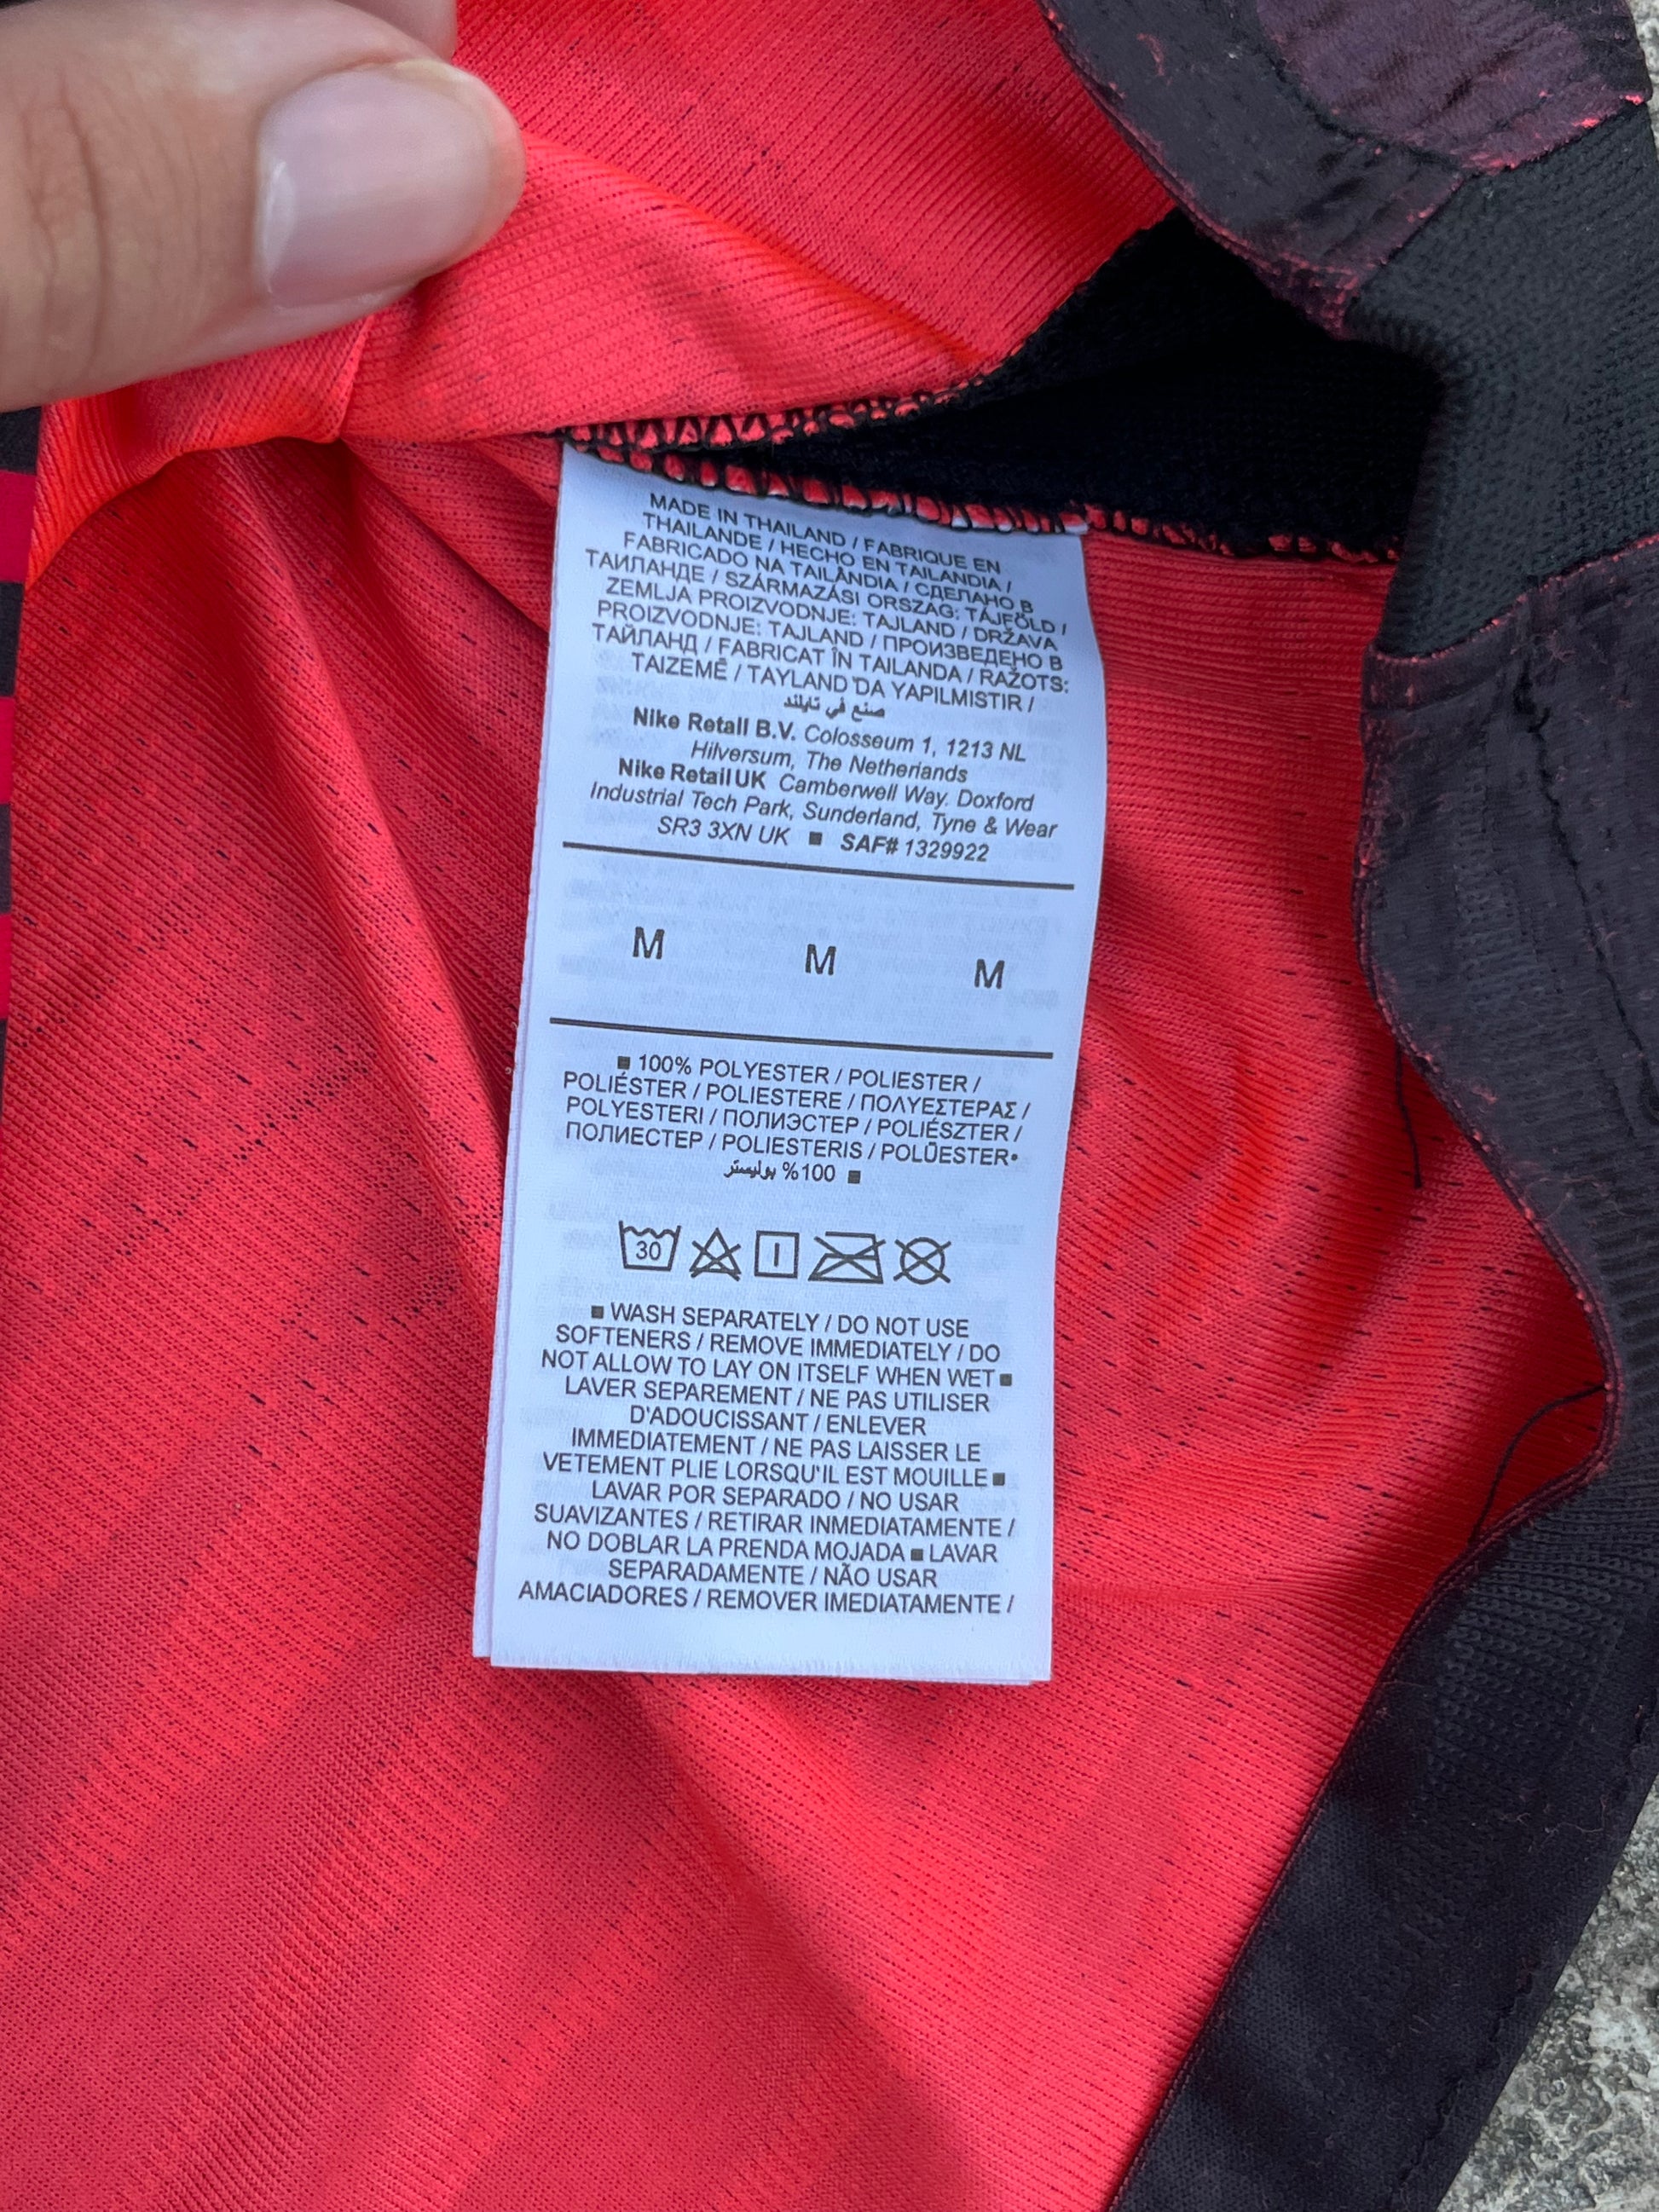 MADE IN THAILAND / FABRIQUE EN
THAILANDE / HECHO EN TAILANDIA /
FABRICADO NA TAILÂNDIA / СДЕЛАНО В
ТАИЛАНДЕ / SZÁRMAZÁSI ORSZÁG: TÁJFÖLD /
ZEMLJA PROIZVODNJE: TAJLAND / DRŽAVA
PROIZVODNJE: TAJLAND / ПРОИЗВЕДЕНО В
ТАЙЛАНД / FABRICAT ÎN TAILANDA / RAŽOTS:
TAIZEMĒ / TAYLAND'DA YAPILMISTIR /
صنع في تايلند
Nike Retail B.V. Colosseum 1, 1213 NL
Hilversum, The Netherlands
Nike Retail UK Camberwell Way. Doxford
Industrial Tech Park, Sunderland, Tyne & Wear
SR3 3XN UK ■ SAF# 1329922
M M M
■ 100% POLYESTER / POLIESTER /
POLIÉSTER / POLIESTERE / ΠΟΛΥΕΣΤΕΡΑΣ /
POLYESTERI / ПОЛИЭСТЕР / POLIÉSZTER /
ПОЛИЕСТЕР / POLIESTERIS / POLÜESTER•
100% بوليستر ■
30
■ WASH SEPARATELY / DO NOT USE
SOFTENERS / REMOVE IMMEDIATELY / DO
NOT ALLOW TO LAY ON ITSELF WHEN WET ■
LAVER SEPAREMENT / NE PAS UTILISER
D'ADOUCISSANT / ENLEVER
IMMEDIATEMENT / NE PAS LAISSER LE
VETEMENT PLIE LORSQU'IL EST MOUILLE ■
LAVAR POR SEPARADO / NO USAR
SUAVIZANTES / RETIRAR INMEDIATAMENTE /
NO DOBLAR LA PRENDA MOJADA ■ LAVAR
SEPARADAMENTE / NÃO USAR
AMACIADORES / REMOVER IMEDIATAMENTE /